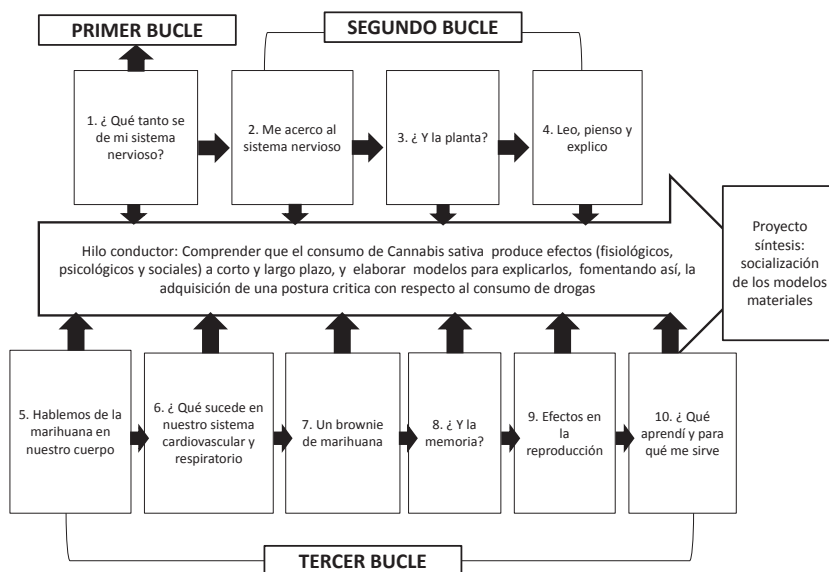 PRIMER BUCLE
SEGUNDO BUCLE
1. ¿ Qué tanto se
de mi sistema
nervioso?
2. Me acerco al
sistema nervioso
3. ¿ Y la planta?
4. Leo, pienso y
explico
Hilo conductor: Comprender que el consumo de Cannabis sativa produce efectos (fisiológicos,
psicológicos y sociales) a corto y largo plazo, y elaborar modelos para explicarlos, fomentando así, la
adquisición de una postura critica con respecto al consumo de drogas
Proyecto
síntesis:
socialización
de los modelos
materiales
5. Hablemos de la
marihuana en
nuestro cuerpo
6. ¿ Qué sucede en
nuestro sistema
cardiovascular y
respiratorio
7. Un brownie
de marihuana
8. ¿ Y la
memoria?
9. Efectos en
la
reproducción
10. ¿ Qué
aprendí y para
qué me sirve
TERCER BUCLE